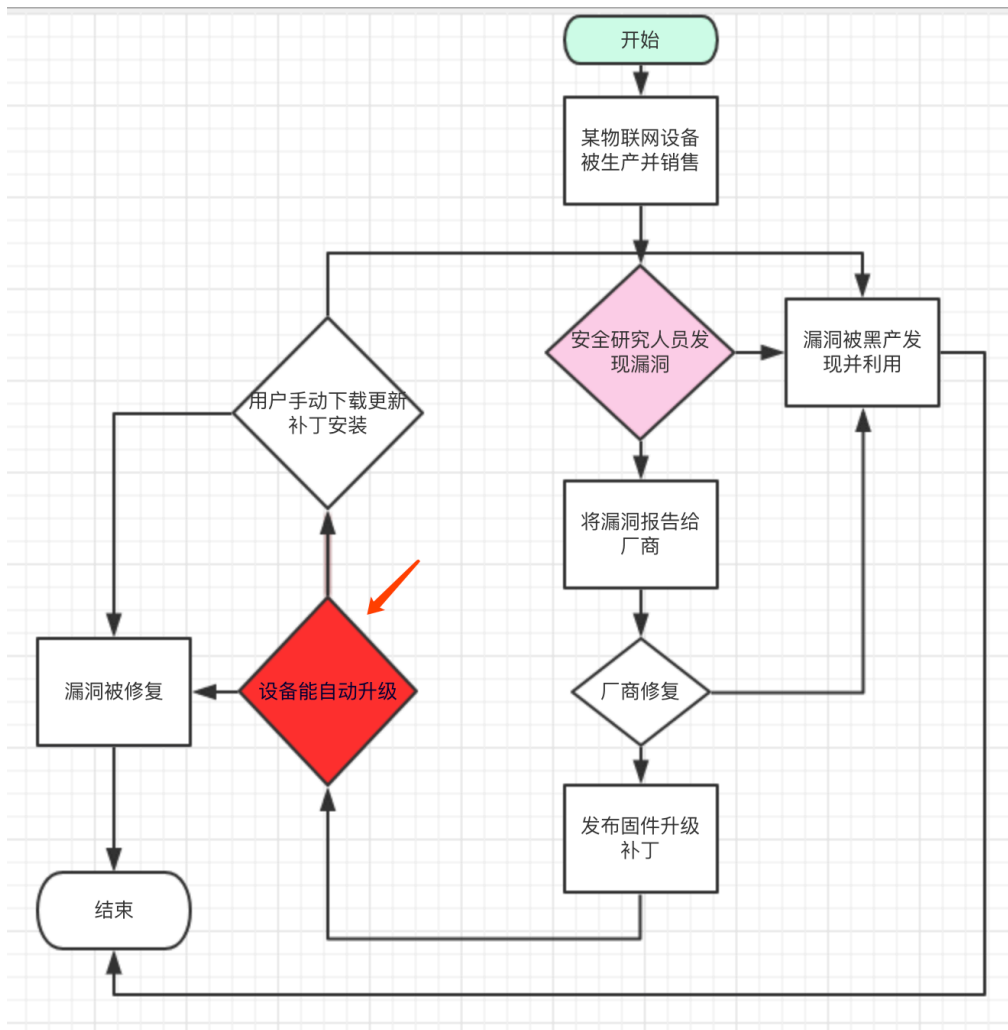 开始
某物联网设备
被生产并销售
安全研究人员发
现漏洞
漏洞被黑产发
现并利用
用户手动下载更新
补丁安装
将漏洞报告给
厂商
设备能自动升级
漏洞被修复
厂商修复
发布固件升级
补丁
结束